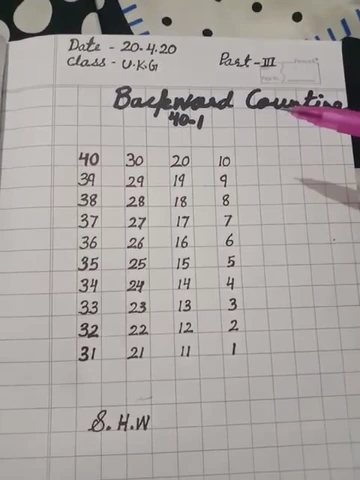 Date - 20.4.20
Class - U.K.G Part - III
Backward Counting
40-1
40 30 20 10
39 29 19 9
38 28 18 8
37 27 17 7
36 26 16 6
35 25 15 5
34 24 14 4
33 23 13 3
32 22 12 2
31 21 11 1
S. H.W